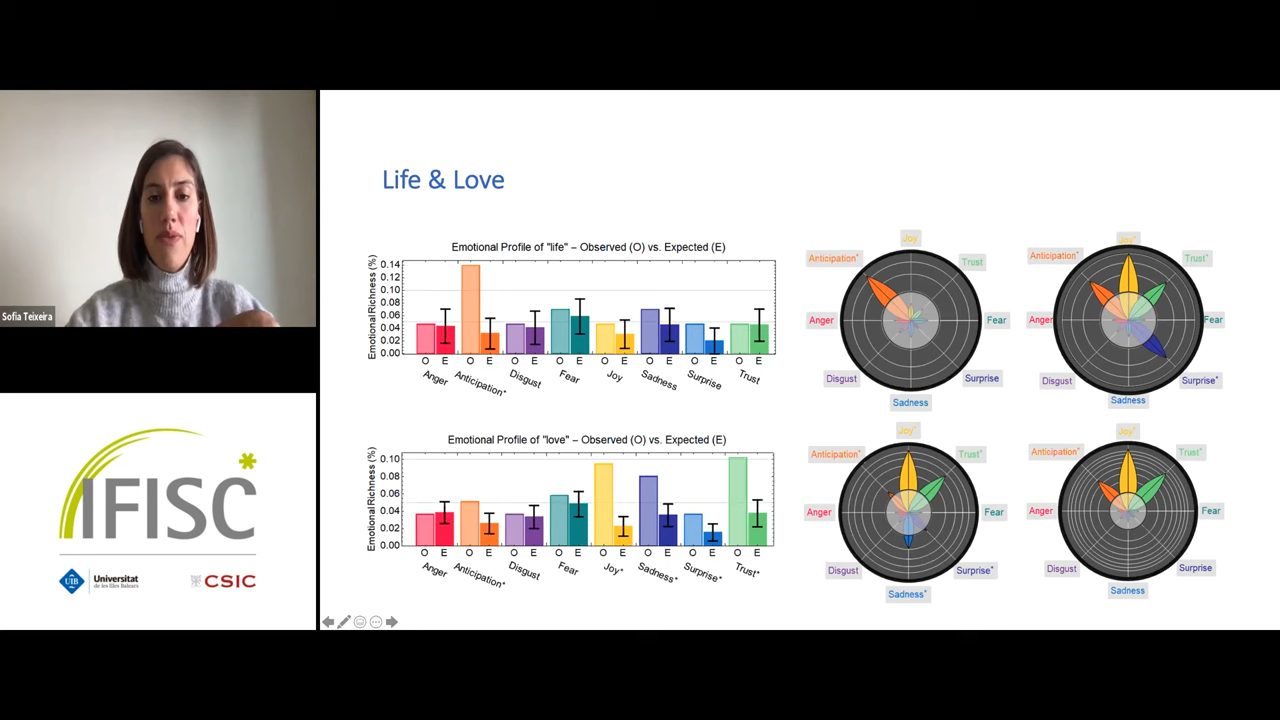 Sofia Teixeira
IFISC
UIB
Universitat
de les Illes Balears
CSIC
Life & Love
Emotional Profile of "life" – Observed (O) vs. Expected (E)
Emotional Richness (%)
0.14
0.12
0.10
0.08
0.06
0.04
0.02
0.00
O E O E O E O E O E O E O E O E
Anger Anticipation* Disgust Fear Joy Sadness Surprise Trust
Emotional Profile of "love" – Observed (O) vs. Expected (E)
Emotional Richness (%)
0.10
0.08
0.06
0.04
0.02
0.00
O E O E O E O E O E O E O E O E
Anger Anticipation* Disgust Fear Joy* Sadness* Surprise* Trust*
Joy
Anticipation* Trust
Anger Fear
Disgust Surprise
Sadness
Joy*
Anticipation* Trust*
Anger Fear
Disgust Surprise*
Sadness
Joy*
Anticipation* Trust*
Anger Fear
Disgust Surprise*
Sadness*
Joy*
Anticipation* Trust*
Anger Fear
Disgust Surprise
Sadness